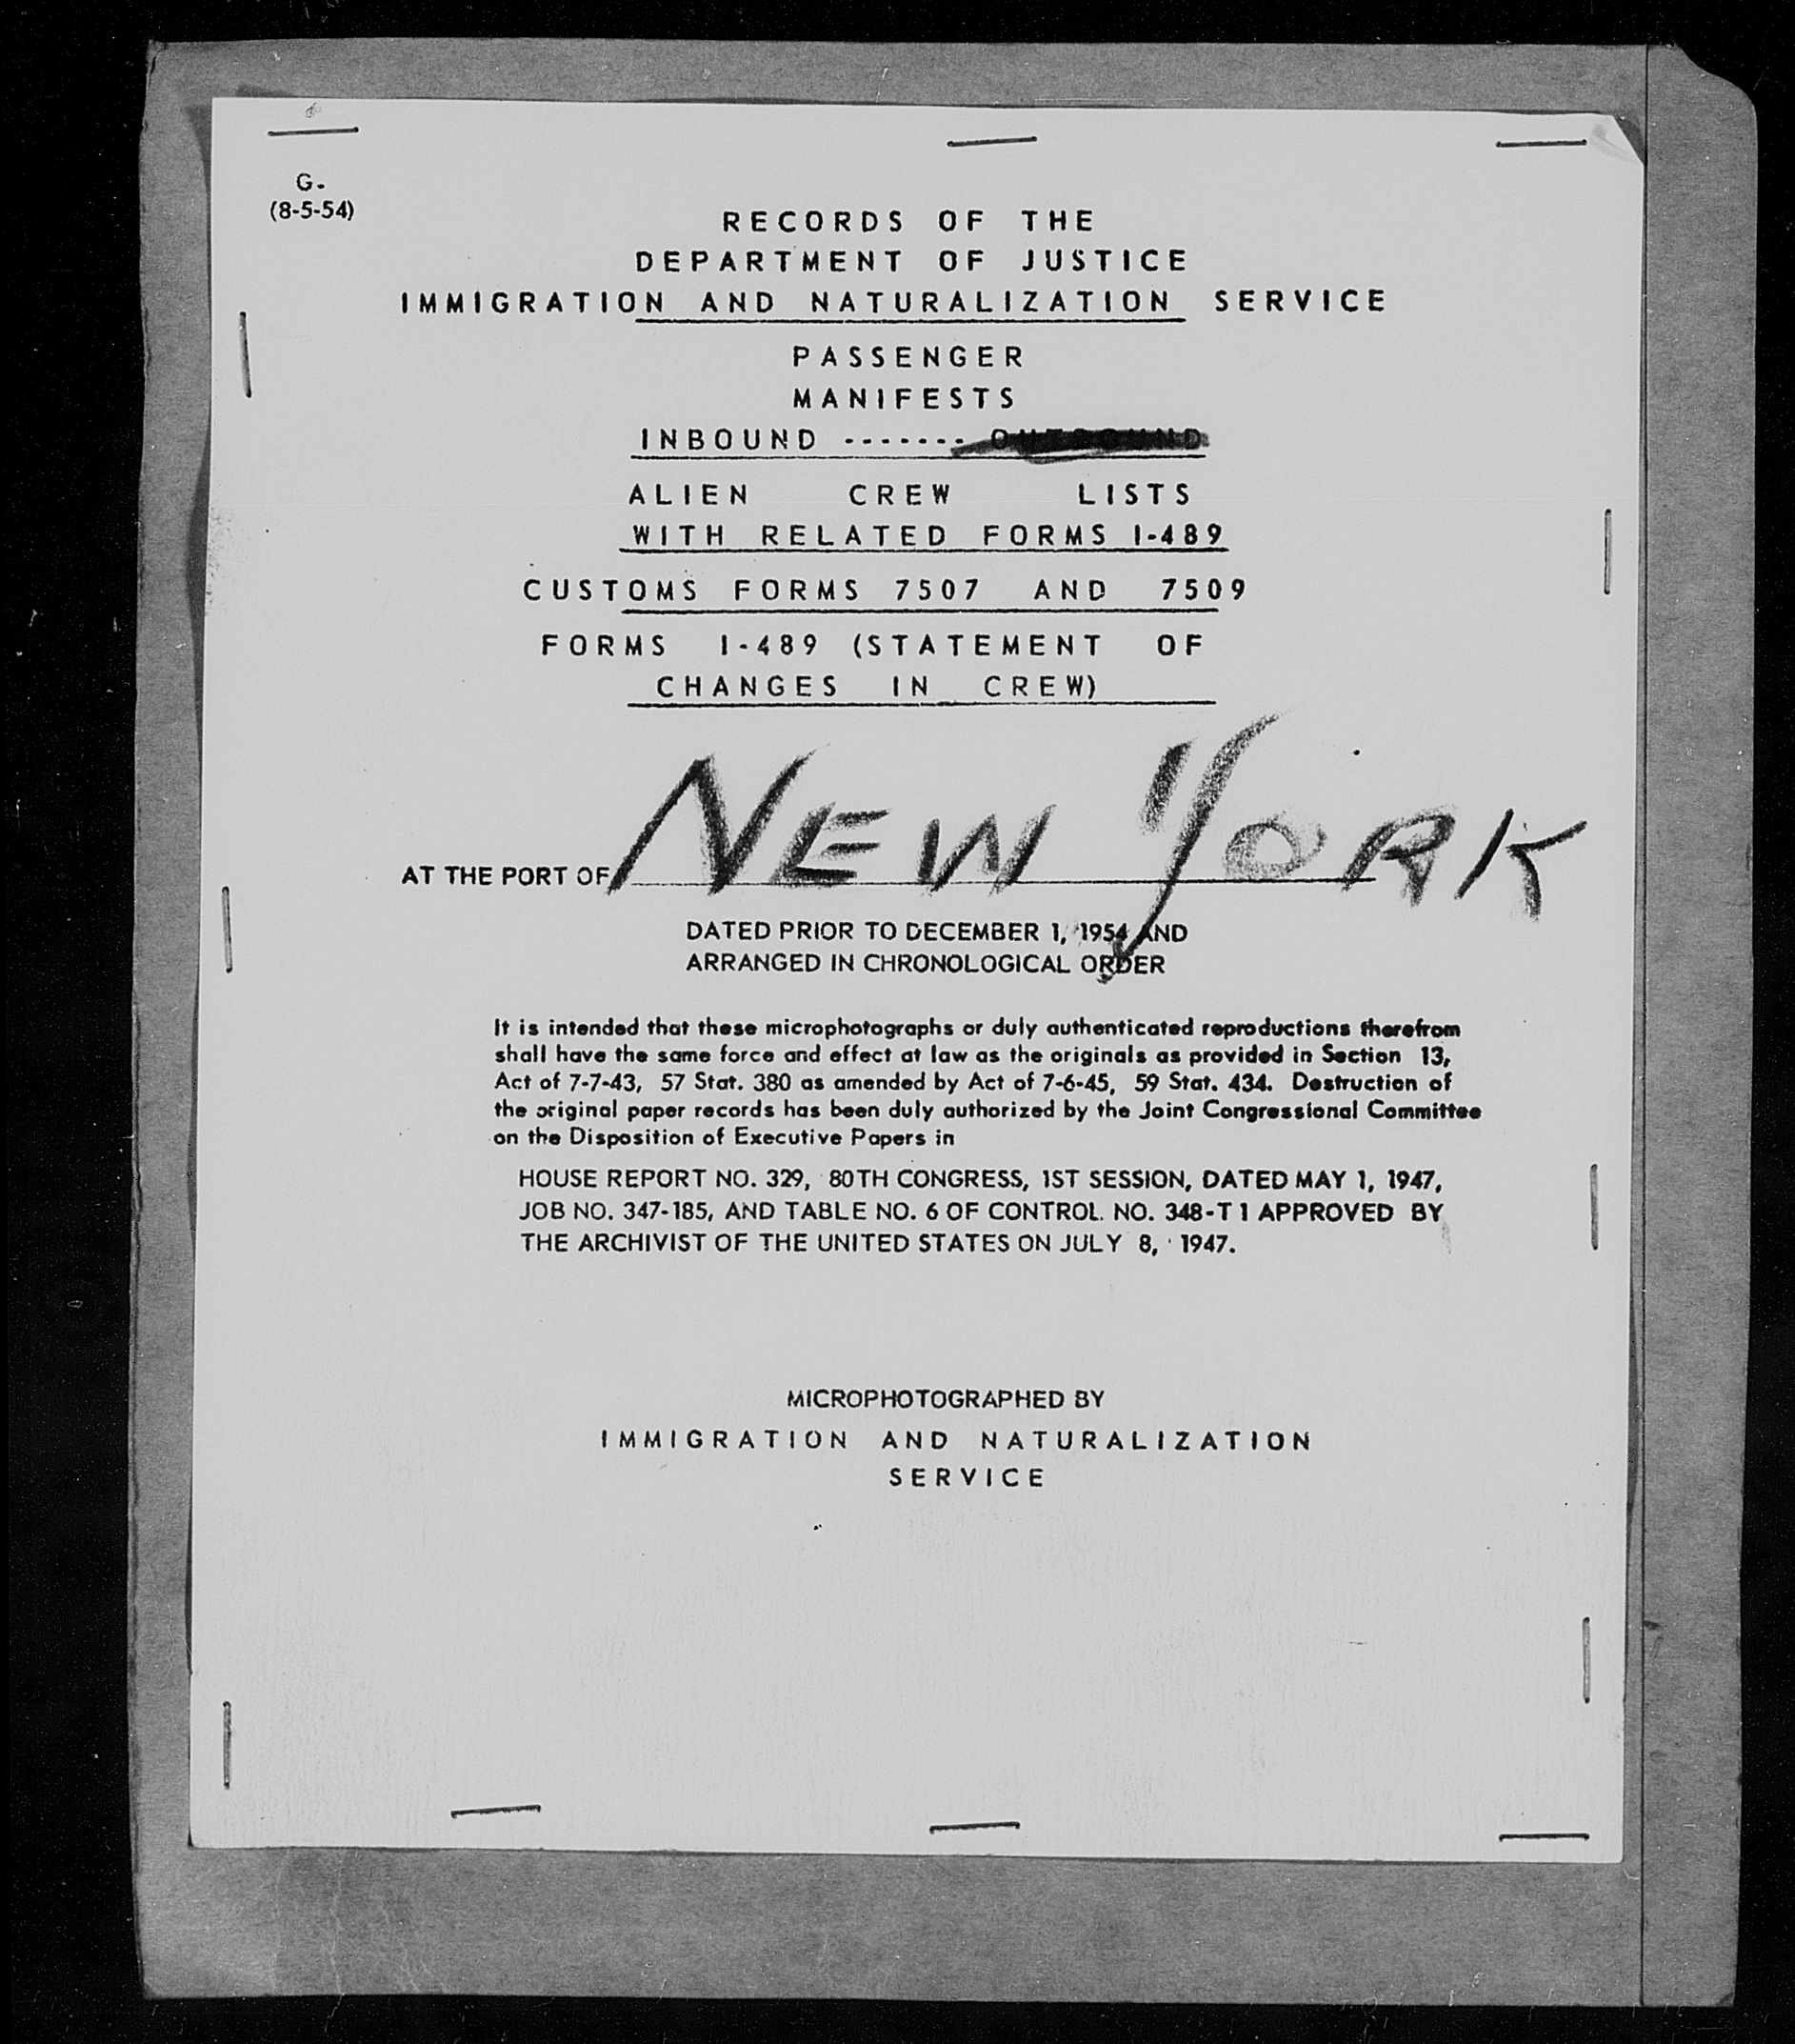 G.
(8-5-54)
RECORDS OF THE
DEPARTMENT OF JUSTICE
IMMIGRATION AND NATURALIZATION SERVICE
PASSENGER
MANIFESTS
INBOUND ------- OUTBOUND
ALIEN CREW LISTS
WITH RELATED FORMS I-489
CUSTOMS FORMS 7507 AND 7509
FORMS I-489 (STATEMENT OF
CHANGES IN CREW)
AT THE PORT OF NEW YORK
DATED PRIOR TO DECEMBER 1, 1954 AND
ARRANGED IN CHRONOLOGICAL ORDER
It is intended that these microphotographs or duly authenticated reproductions therefrom
shall have the same force and effect at law as the originals as provided in Section 13,
Act of 7-7-43, 57 Stat. 380 as amended by Act of 7-6-45, 59 Stat. 434. Destruction of
the original paper records has been duly authorized by the Joint Congressional Committee
on the Disposition of Executive Papers in
HOUSE REPORT NO. 329, 80TH CONGRESS, 1ST SESSION, DATED MAY 1, 1947,
JOB NO. 347-185, AND TABLE NO. 6 OF CONTROL NO. 348-T 1 APPROVED BY
THE ARCHIVIST OF THE UNITED STATES ON JULY 8, 1947.
MICROPHOTOGRAPHED BY
IMMIGRATION AND NATURALIZATION
SERVICE